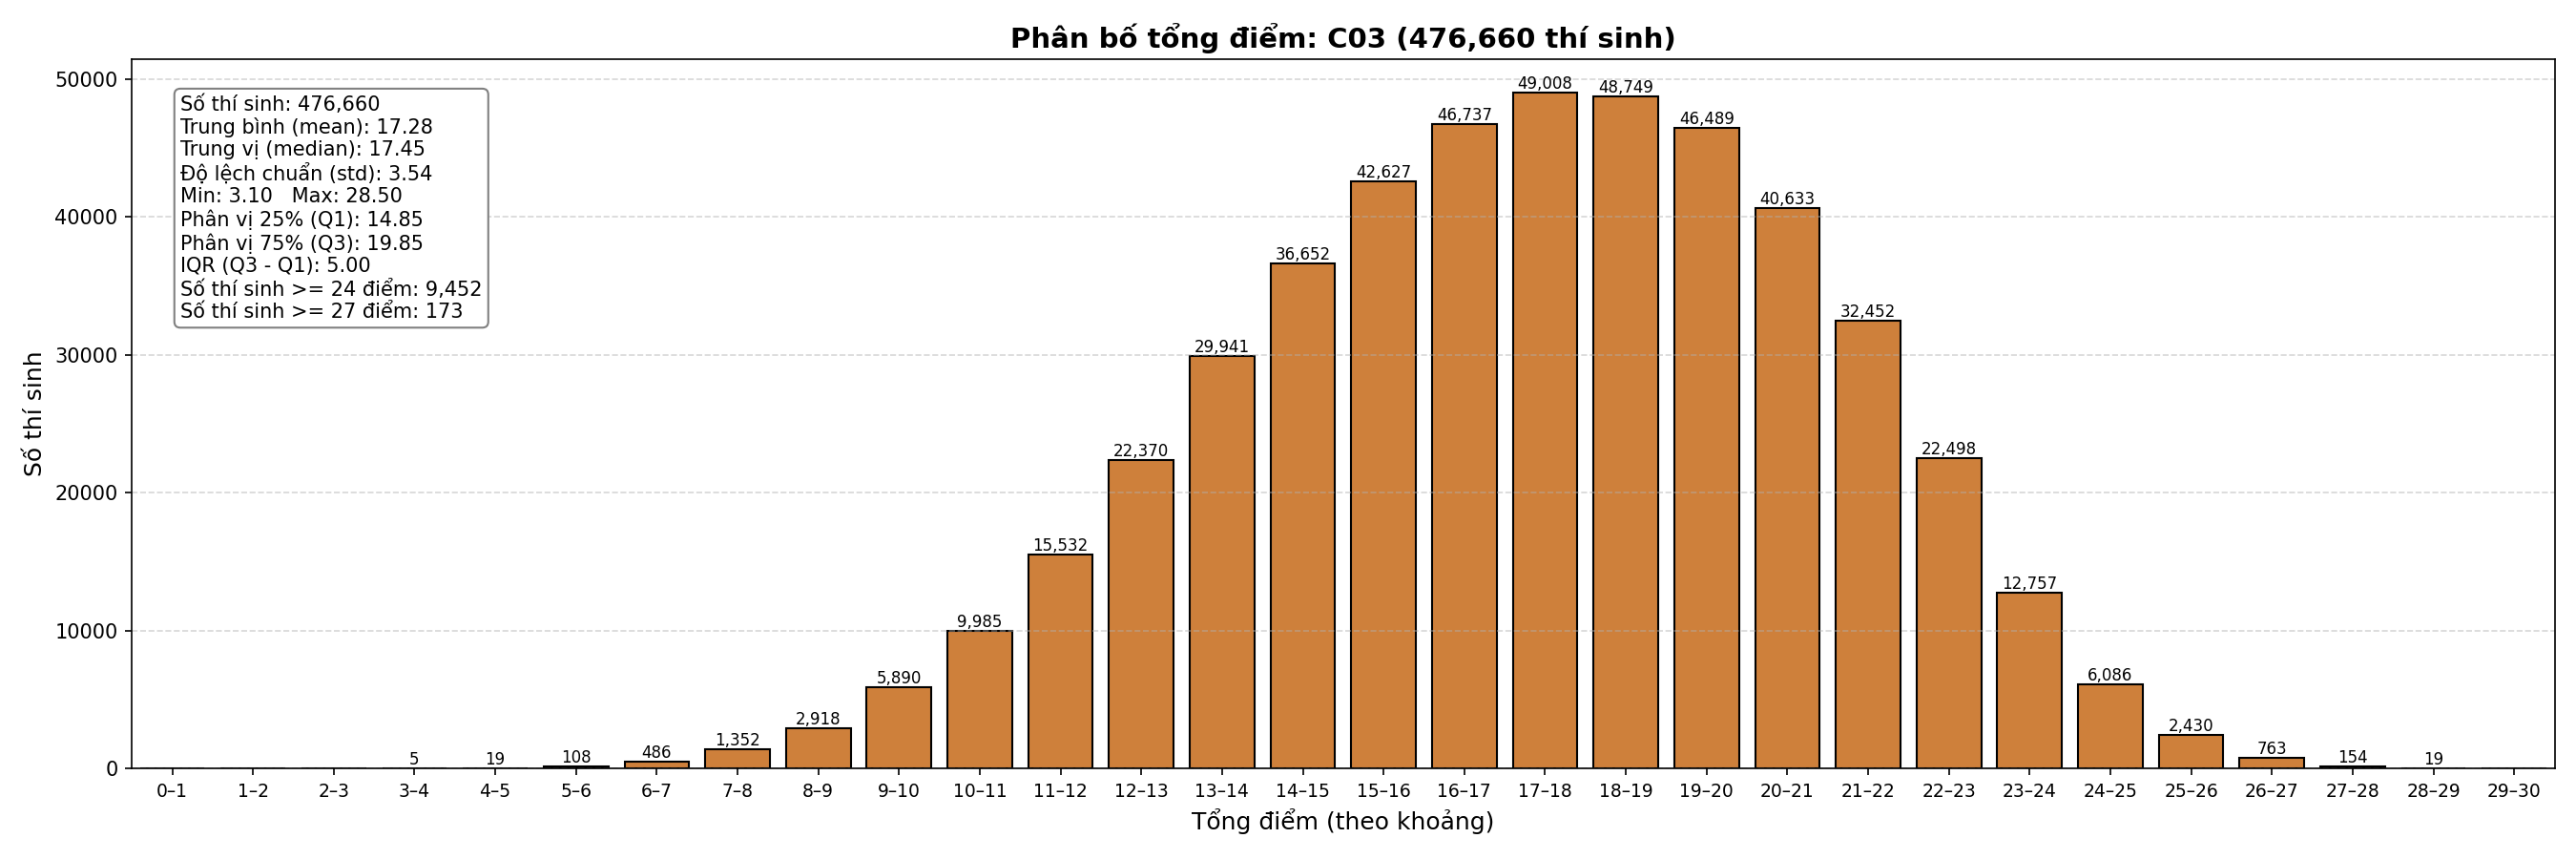 Phân bố tổng điểm: C03 (476,660 thí sinh)
Số thí sinh: 476,660
Trung bình (mean): 17.28
Trung vị (median): 17.45
Độ lệch chuẩn (std): 3.54
Min: 3.10   Max: 28.50
Phân vị 25% (Q1): 14.85
Phân vị 75% (Q3): 19.85
IQR (Q3 - Q1): 5.00
Số thí sinh >= 24 điểm: 9,452
Số thí sinh >= 27 điểm: 173
Số thí sinh
50000
40000
30000
20000
10000
0
5 19 108 486 1,352 2,918 5,890 9,985 15,532 22,370 29,941 36,652 42,627 46,737 49,008 48,749 46,489 40,633 32,452 22,498 12,757 6,086 2,430 763 154 19
0–1 1–2 2–3 3–4 4–5 5–6 6–7 7–8 8–9 9–10 10–11 11–12 12–13 13–14 14–15 15–16 16–17 17–18 18–19 19–20 20–21 21–22 22–23 23–24 24–25 25–26 26–27 27–28 28–29 29–30
Tổng điểm (theo khoảng)